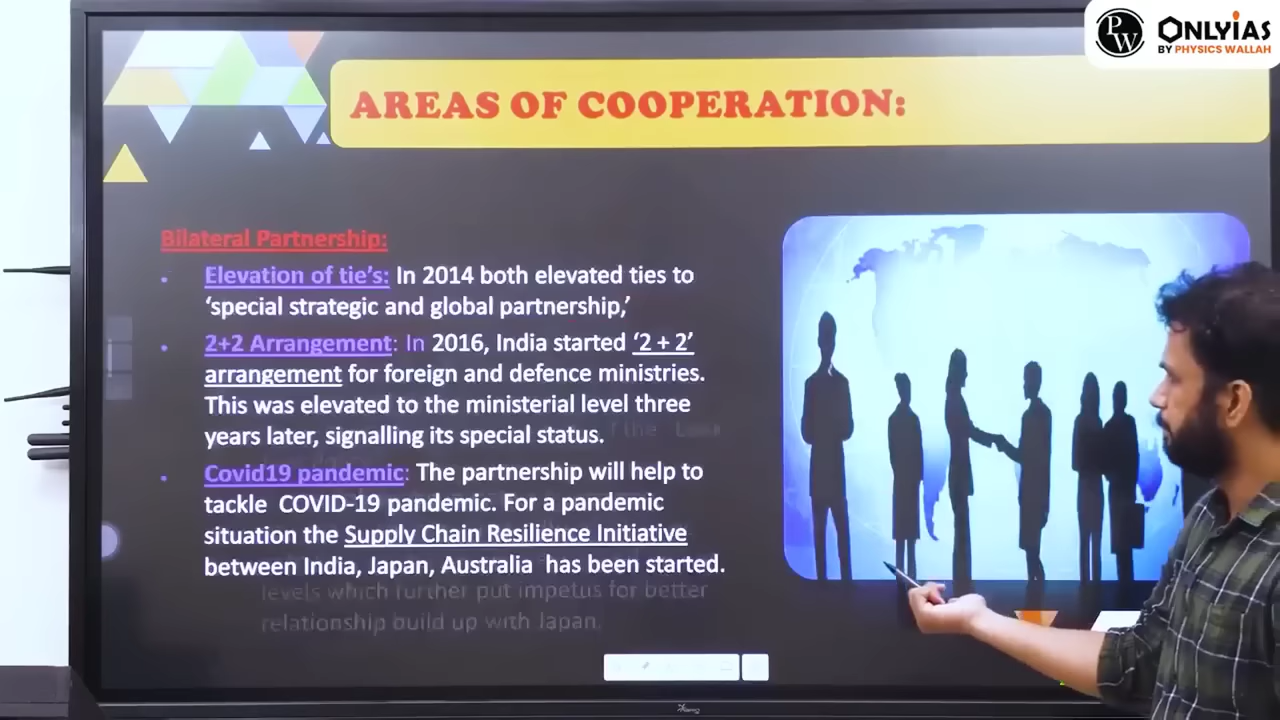 PW
ONLYIAS
BY PHYSICS WALLAH
AREAS OF COOPERATION:
Bilateral Partnership:
• Elevation of tie's: In 2014 both elevated ties to
‘special strategic and global partnership,’
• 2+2 Arrangement: In 2016, India started ‘2 + 2’
arrangement for foreign and defence ministries.
This was elevated to the ministerial level three
years later, signalling its special status.
• Covid19 pandemic: The partnership will help to
tackle COVID-19 pandemic. For a pandemic
situation the Supply Chain Resilience Initiative
between India, Japan, Australia has been started.
levels which further put impetus for better
relationship build up with Japan.